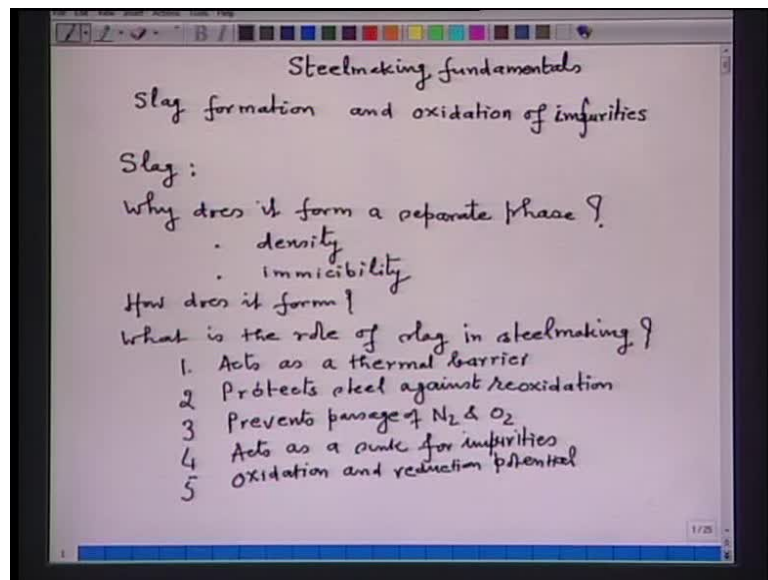 Steelmaking fundamentals
Slag formation and oxidation of impurities
Slag :
Why does it form a separate phase ?
. density
. immicibility
How does it form ?
What is the role of slag in steelmaking ?
1. Acts as a thermal barrier
2 Protects steel against reoxidation
3 Prevents passage of N2 & O2
4 Acts as a sink for impurities
5 oxidation and reduction potential
1/25
1